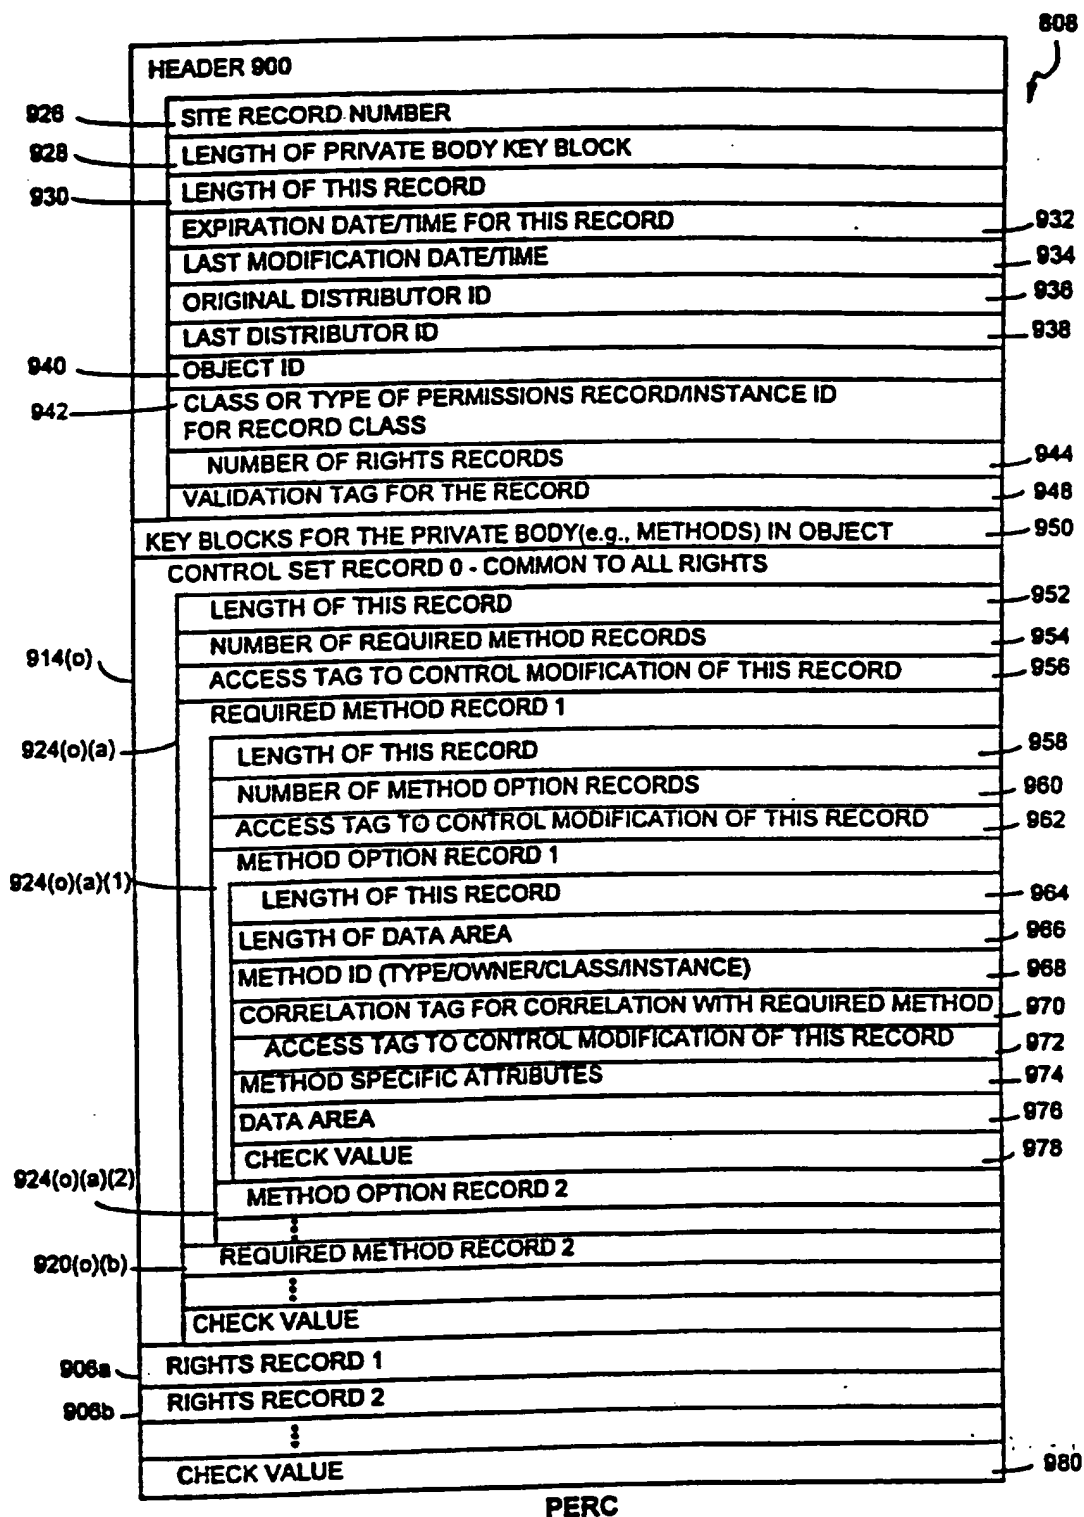 808
HEADER 900
926 SITE RECORD NUMBER
928 LENGTH OF PRIVATE BODY KEY BLOCK
930 LENGTH OF THIS RECORD
EXPIRATION DATE/TIME FOR THIS RECORD 932
LAST MODIFICATION DATE/TIME 934
ORIGINAL DISTRIBUTOR ID 936
LAST DISTRIBUTOR ID 938
940 OBJECT ID
942 CLASS OR TYPE OF PERMISSIONS RECORD/INSTANCE ID
FOR RECORD CLASS
NUMBER OF RIGHTS RECORDS 944
VALIDATION TAG FOR THE RECORD 948
KEY BLOCKS FOR THE PRIVATE BODY(e.g., METHODS) IN OBJECT 950
CONTROL SET RECORD 0 - COMMON TO ALL RIGHTS
LENGTH OF THIS RECORD 952
NUMBER OF REQUIRED METHOD RECORDS 954
914(o)
ACCESS TAG TO CONTROL MODIFICATION OF THIS RECORD 956
REQUIRED METHOD RECORD 1
924(o)(a) LENGTH OF THIS RECORD 958
NUMBER OF METHOD OPTION RECORDS 960
ACCESS TAG TO CONTROL MODIFICATION OF THIS RECORD 962
METHOD OPTION RECORD 1
924(o)(a)(1) LENGTH OF THIS RECORD 964
LENGTH OF DATA AREA 966
METHOD ID (TYPE/OWNER/CLASS/INSTANCE) 968
CORRELATION TAG FOR CORRELATION WITH REQUIRED METHOD 970
ACCESS TAG TO CONTROL MODIFICATION OF THIS RECORD 972
METHOD SPECIFIC ATTRIBUTES 974
DATA AREA 976
CHECK VALUE 978
924(o)(a)(2) METHOD OPTION RECORD 2
REQUIRED METHOD RECORD 2
920(o)(b)
CHECK VALUE
906a RIGHTS RECORD 1
906b RIGHTS RECORD 2
CHECK VALUE 980
PERC